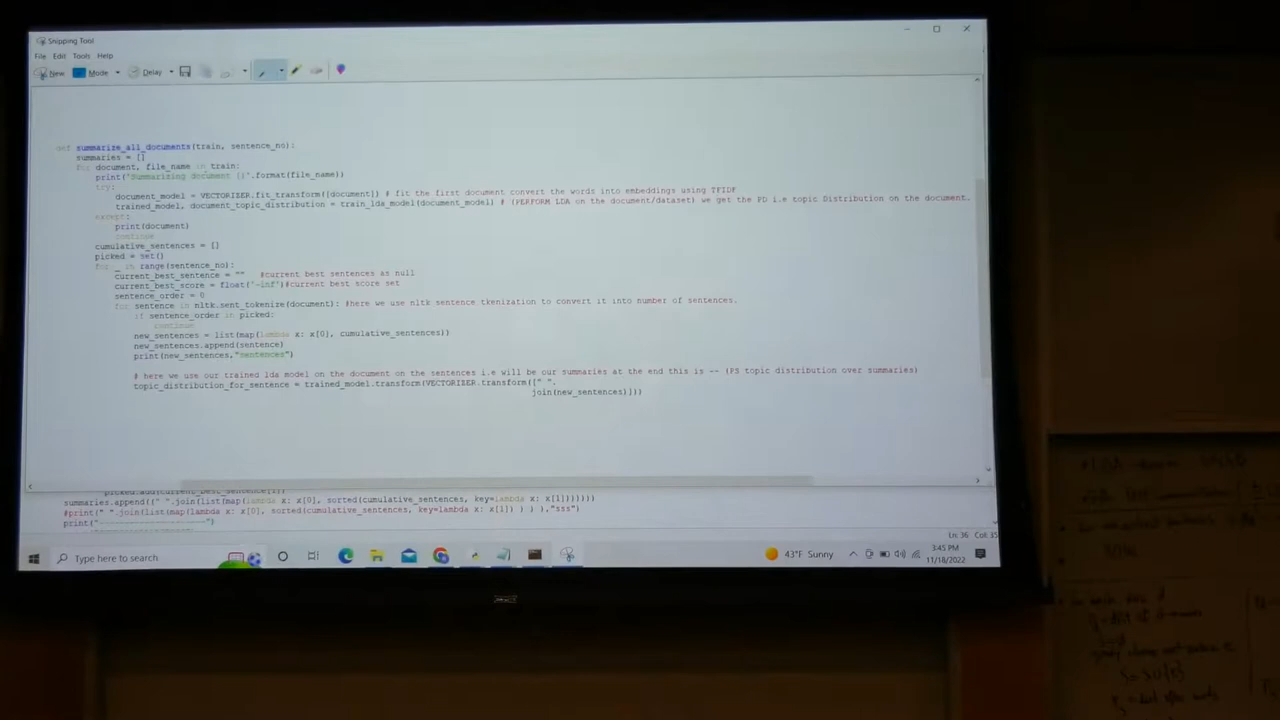 Snipping Tool
File Edit Tools Help
New Mode Delay
def summarize_all_documents(train, sentence_no):
summaries = []
for document, file_name in train:
print('Summarizing document {}'.format(file_name))
try:
document_model = VECTORIZER.fit_transform([document]) # fit the first document convert the words into embeddings using TFIDF
trained_model, document_topic_distribution = train_lda_model(document_model) # (PERFORM LDA on the document/dataset) we get the PD i.e topic Distribution on the document.
except:
print(document)
continue
cumulative_sentences = []
picked = set()
for _ in range(sentence_no):
current_best_sentence = "" #current best sentences as null
current_best_score = float('-inf')#current best score set
sentence_order = 0
for sentence in nltk.sent_tokenize(document): #here we use nltk sentence tkenization to convert it into number of sentences.
if sentence_order in picked:
continue
new_sentences = list(map(lambda x: x[0], cumulative_sentences))
new_sentences.append(sentence)
print(new_sentences,"sentences")
# here we use our trained lda model on the document on the sentences i.e will be our summaries at the end this is -- (PS topic distribution over summaries)
topic_distribution_for_sentence = trained_model.transform(VECTORIZER.transform([" ".
join(new_sentences)]))
picked.add(current_best_sentence[1])
summaries.append((" ".join(list(map(lambda x: x[0], sorted(cumulative_sentences, key=lambda x: x[1]))))))
#print(" ".join(list(map(lambda x: x[0], sorted(cumulative_sentences, key=lambda x: x[1]) ) ) ),"sss")
Ln: 36 Col: 35
Type here to search
43°F Sunny
3:45 PM
11/18/2022